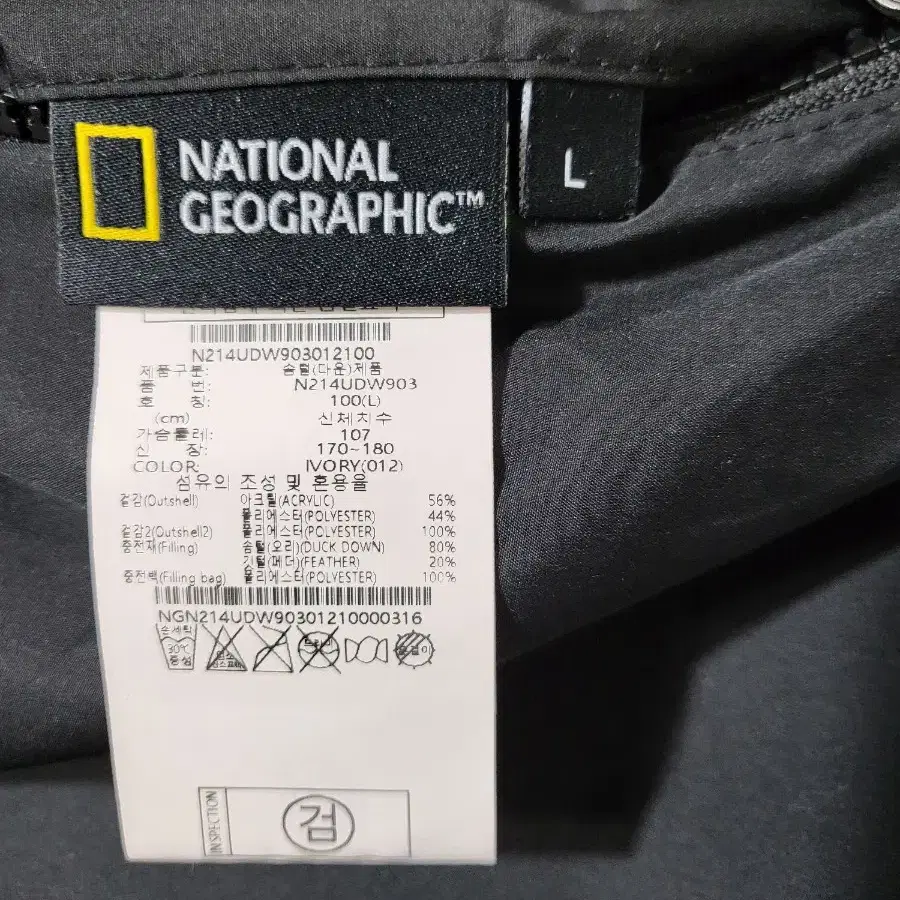 NATIONAL
GEOGRAPHIC™
L
N214UDW903012100
제품구분: 솜털(다운)제품
품 번: N214UDW903
호 칭: 100(L)
(cm) 신체치수
가슴둘레: 107
신 장: 170~180
COLOR: IVORY(012)
섬유의 조성 및 혼용율
겉감(Outshell) 아크릴(ACRYLIC) 56%
폴리에스터(POLYESTER) 44%
겉감2(Outshell2) 폴리에스터(POLYESTER) 100%
충전재(Filling) 솜털(오리)(DUCK DOWN) 80%
깃털(페더)(FEATHER) 20%
충전백(Filling bag) 폴리에스터(POLYESTER) 100%
NGN214UDW90301210000316
손세탁
30℃
중성
INSPECTION
검